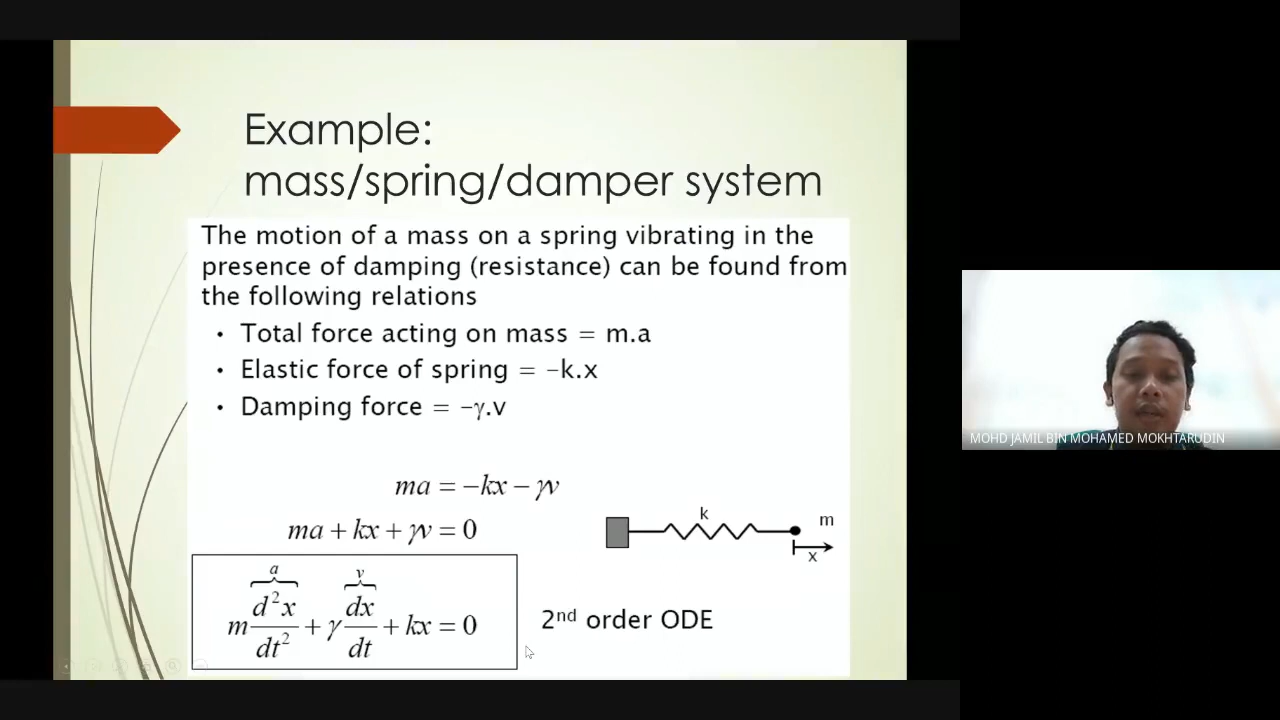 Example:
mass/spring/damper system
The motion of a mass on a spring vibrating in the
presence of damping (resistance) can be found from
the following relations
• Total force acting on mass = m.a
• Elastic force of spring = -k.x
• Damping force = -γ.v
ma = -kx - γv
ma + kx + γv = 0
k
m
x
a
v
m d²x/dt² + γ dx/dt + kx = 0
2nd order ODE
MOHD JAMIL BIN MOHAMED MOKHTARUDIN